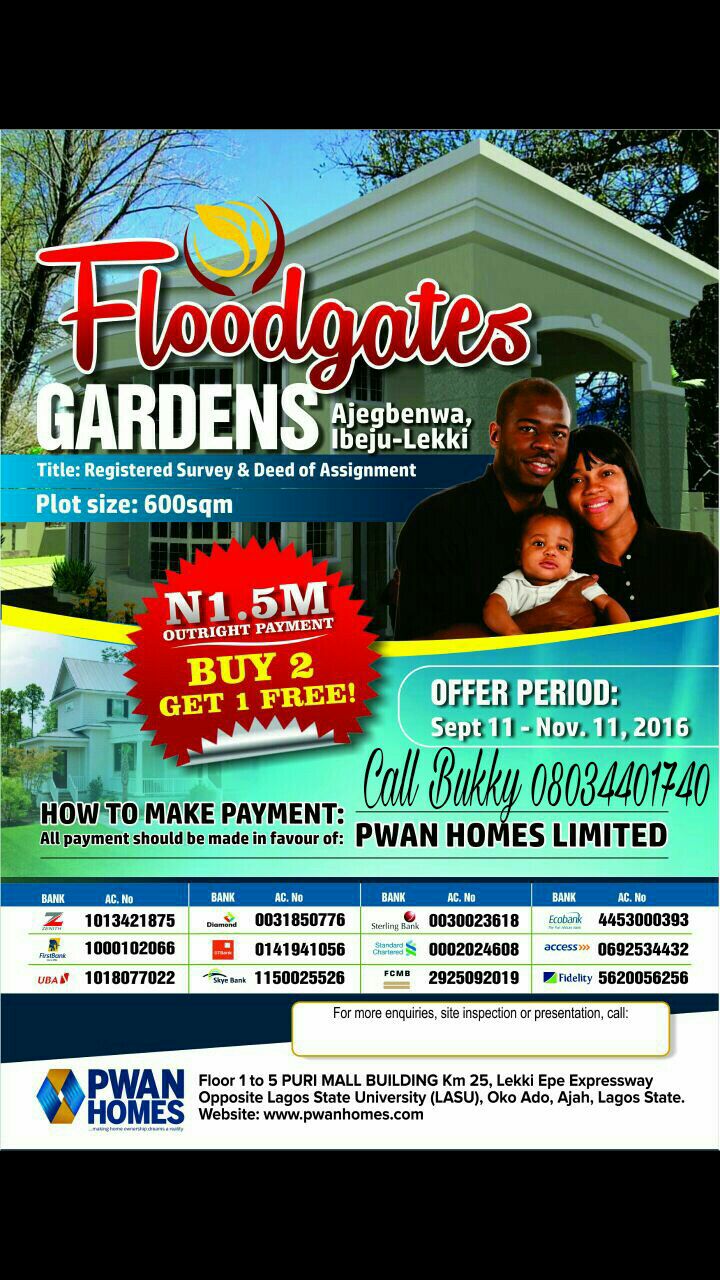 Floodgates
GARDENS
Ajegbenwa,
Ibeju-Lekki
Title: Registered Survey & Deed of Assignment
Plot size: 600sqm
N1.5M
OUTRIGHT PAYMENT
BUY 2
GET 1 FREE!
OFFER PERIOD:
Sept 11 - Nov. 11, 2016
Call Bukky 08034401740
HOW TO MAKE PAYMENT:
All payment should be made in favour of: PWAN HOMES LIMITED
BANK AC. No BANK AC. No BANK AC. No BANK AC. No
ZENITH 1013421875 Diamond 0031850776 Sterling Bank 0030023618 Ecobank 4453000393
FirstBank 1000102066 GTBank 0141941056 Standard Chartered 0002024608 access>>> 0692534432
UBA 1018077022 Skye Bank 1150025526 FCMB 2925092019 Fidelity 5620056256
For more enquiries, site inspection or presentation, call:
PWAN
HOMES
...making home ownership dreams a reality
Floor 1 to 5 PURI MALL BUILDING Km 25, Lekki Epe Expressway
Opposite Lagos State University (LASU), Oko Ado, Ajah, Lagos State.
Website: www.pwanhomes.com